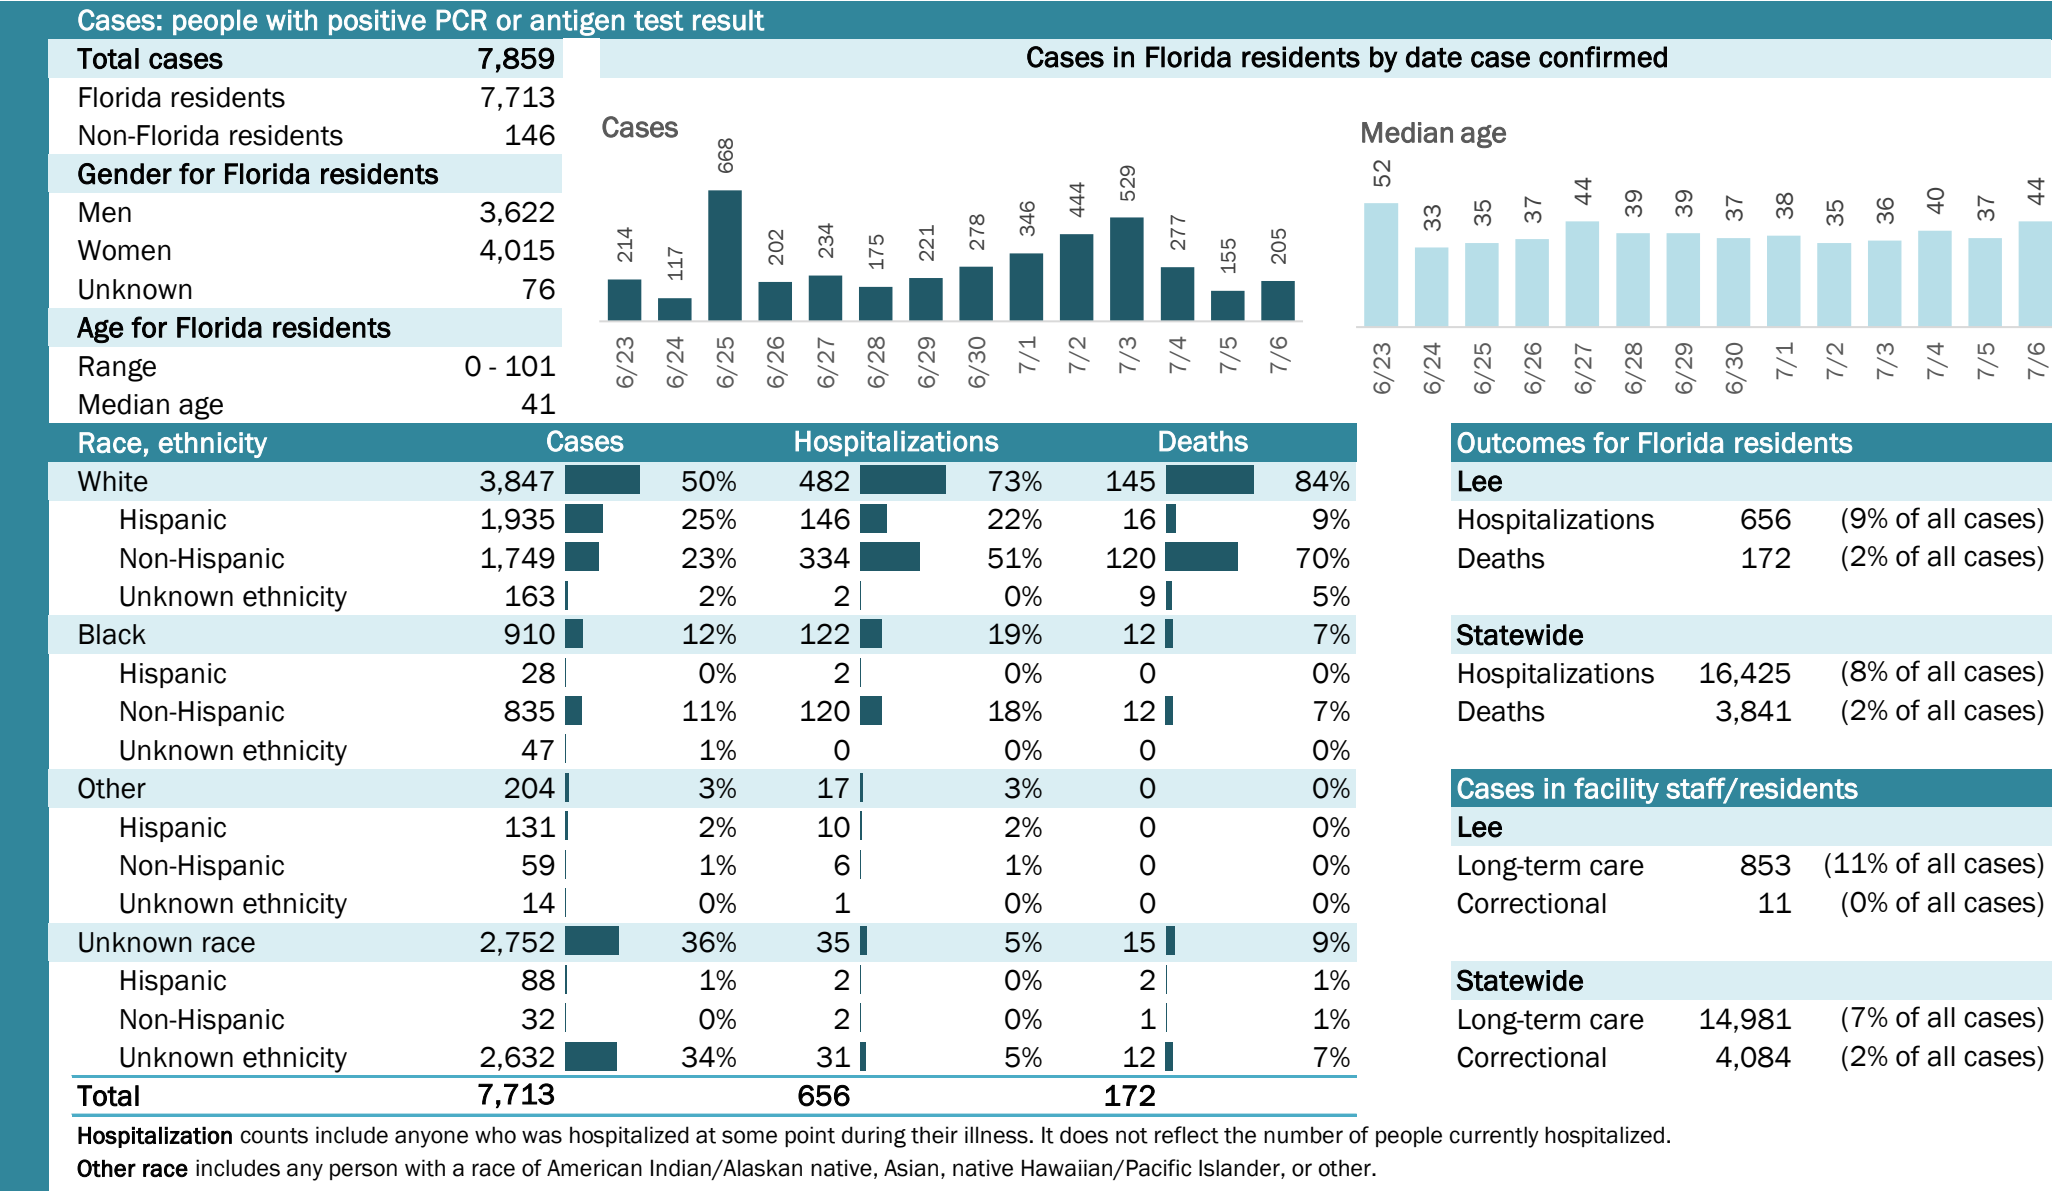 Cases: people with positive PCR or antigen test result
Total cases 7,859
Florida residents 7,713
Non-Florida residents 146
Gender for Florida residents
Men 3,622
Women 4,015
Unknown 76
Age for Florida residents
Range 0 - 101
Median age 41
Cases in Florida residents by date case confirmed
Cases
214 117 668 202 234 175 221 278 346 444 529 277 155 205
6/23 6/24 6/25 6/26 6/27 6/28 6/29 6/30 7/1 7/2 7/3 7/4 7/5 7/6
Median age
52 33 35 37 44 39 39 37 38 35 36 40 37 44
6/23 6/24 6/25 6/26 6/27 6/28 6/29 6/30 7/1 7/2 7/3 7/4 7/5 7/6
Race, ethnicity Cases Hospitalizations Deaths
White 3,847 50% 482 73% 145 84%
Hispanic 1,935 25% 146 22% 16 9%
Non-Hispanic 1,749 23% 334 51% 120 70%
Unknown ethnicity 163 2% 2 0% 9 5%
Black 910 12% 122 19% 12 7%
Hispanic 28 0% 2 0% 0 0%
Non-Hispanic 835 11% 120 18% 12 7%
Unknown ethnicity 47 1% 0 0% 0 0%
Other 204 3% 17 3% 0 0%
Hispanic 131 2% 10 2% 0 0%
Non-Hispanic 59 1% 6 1% 0 0%
Unknown ethnicity 14 0% 1 0% 0 0%
Unknown race 2,752 36% 35 5% 15 9%
Hispanic 88 1% 2 0% 2 1%
Non-Hispanic 32 0% 2 0% 1 1%
Unknown ethnicity 2,632 34% 31 5% 12 7%
Total 7,713 656 172
Outcomes for Florida residents
Lee
Hospitalizations 656 (9% of all cases)
Deaths 172 (2% of all cases)
Statewide
Hospitalizations 16,425 (8% of all cases)
Deaths 3,841 (2% of all cases)
Cases in facility staff/residents
Lee
Long-term care 853 (11% of all cases)
Correctional 11 (0% of all cases)
Statewide
Long-term care 14,981 (7% of all cases)
Correctional 4,084 (2% of all cases)
Hospitalization counts include anyone who was hospitalized at some point during their illness. It does not reflect the number of people currently hospitalized.
Other race includes any person with a race of American Indian/Alaskan native, Asian, native Hawaiian/Pacific Islander, or other.